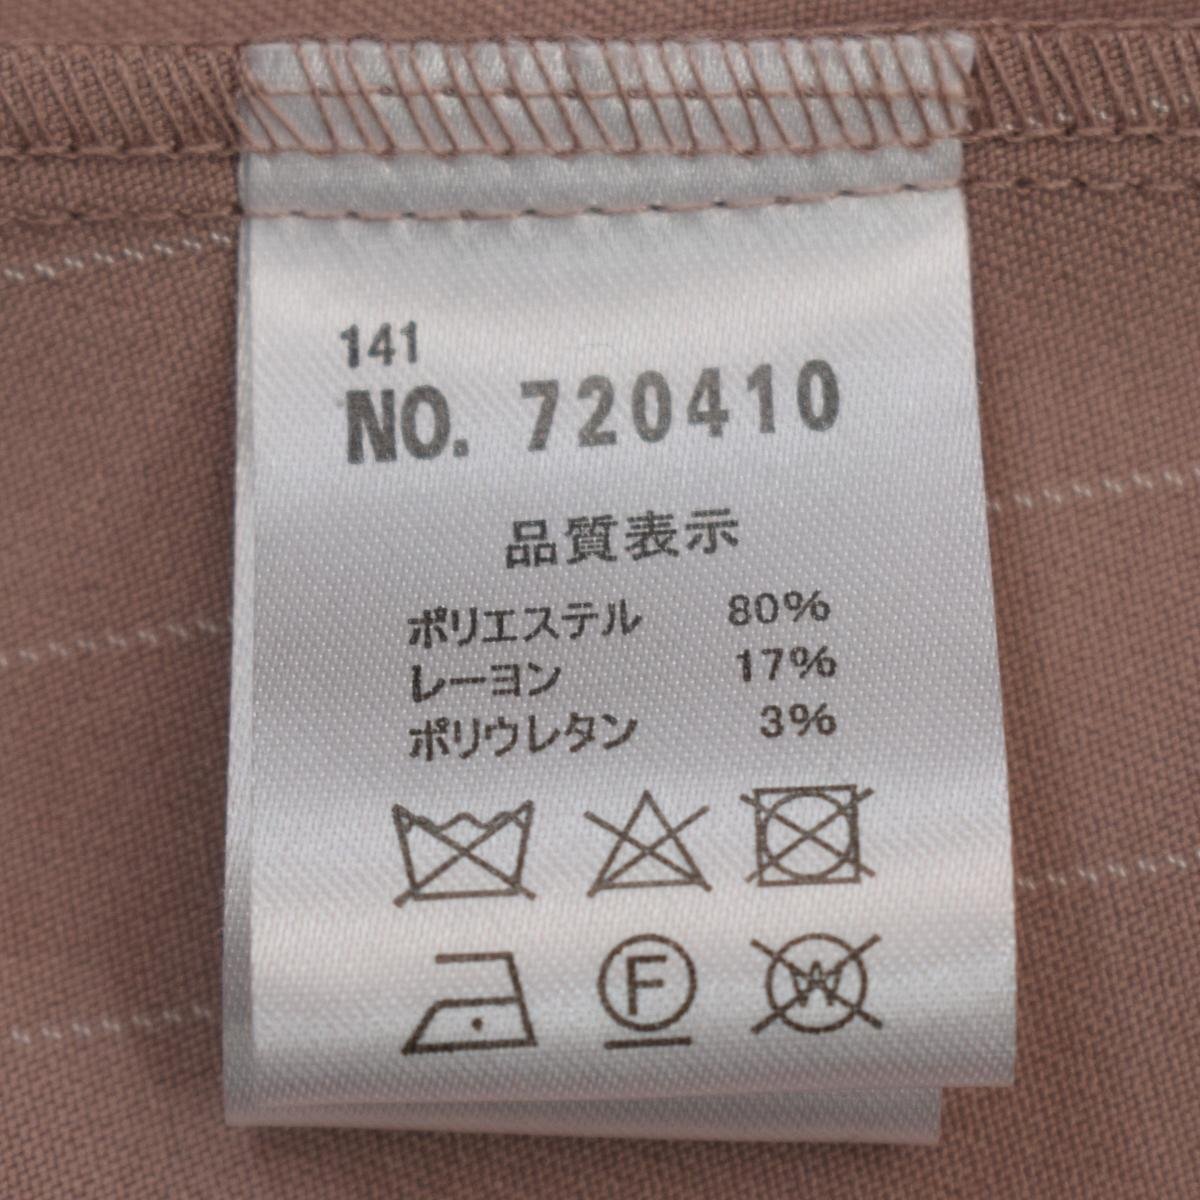 141
NO. 720410
品質表示
ポリエステル 80%
レーヨン 17%
ポリウレタン 3%
F W